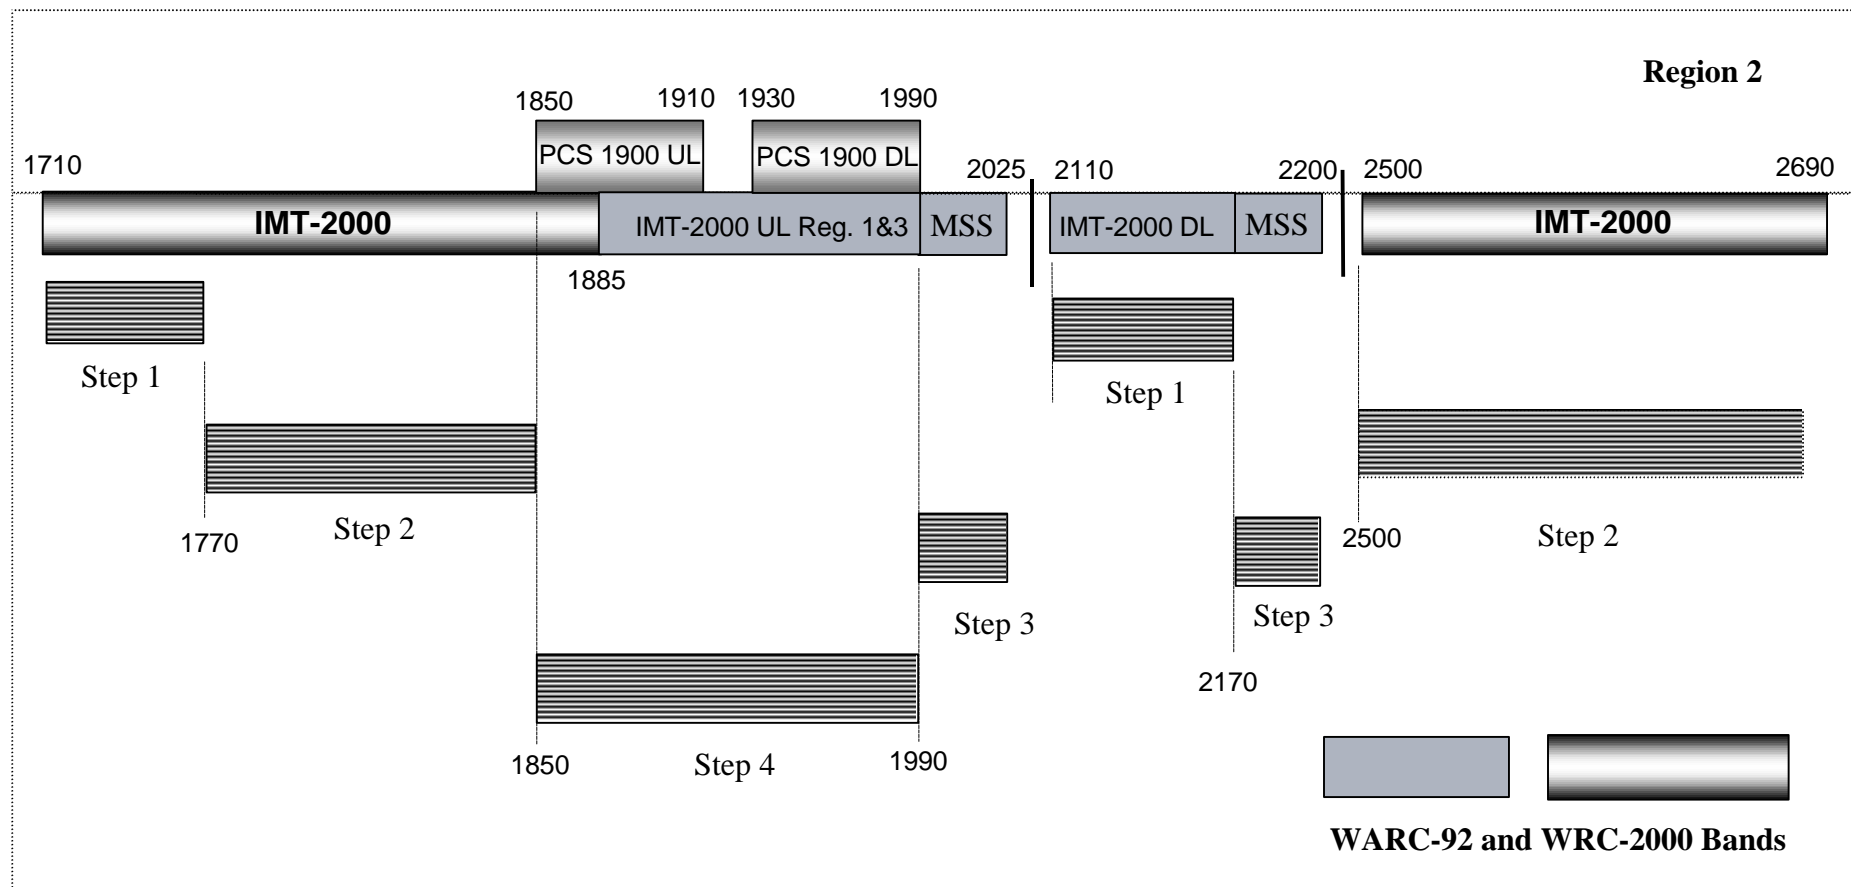 Region 2
1850
1910
1930
1990
PCS 1900 UL
PCS 1900 DL
1710
2025
2110
2200
2500
2690
IMT-2000
IMT-2000 UL Reg. 1&3
MSS
IMT-2000 DL
MSS
IMT-2000
1885
Step 1
Step 1
1770
Step 2
2500
Step 2
Step 3
Step 3
2170
1850
Step 4
1990
WARC-92 and WRC-2000 Bands